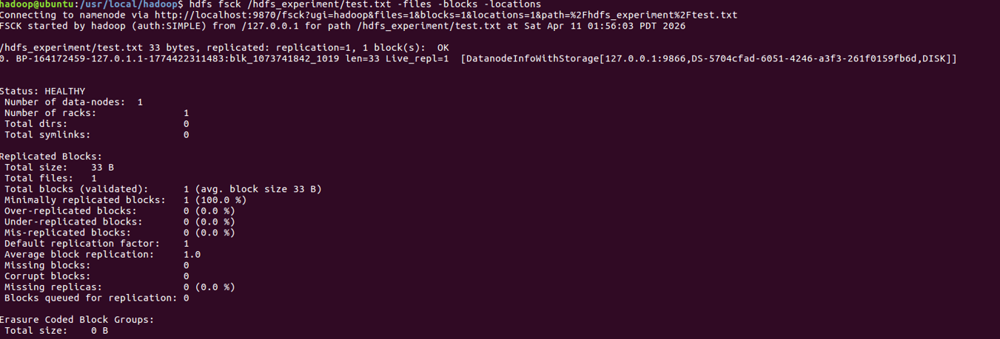 hadoop@ubuntu:/usr/local/hadoop$ hdfs fsck /hdfs_experiment/test.txt -files -blocks -locations
Connecting to namenode via http://localhost:9870/fsck?ugi=hadoop&files=1&blocks=1&locations=1&path=%2Fhdfs_experiment%2Ftest.txt
FSCK started by hadoop (auth:SIMPLE) from /127.0.0.1 for path /hdfs_experiment/test.txt at Sat Apr 11 01:56:03 PDT 2026
/hdfs_experiment/test.txt 33 bytes, replicated: replication=1, 1 block(s):  OK
0. BP-164172459-127.0.1.1-1774422311483:blk_1073741842_1019 len=33 Live_repl=1  [DatanodeInfoWithStorage[127.0.0.1:9866,DS-5704cfad-6051-4246-a3f3-261f0159fb6d,DISK]]
Status: HEALTHY
Number of data-nodes:  1
Number of racks:               1
Total dirs:                    0
Total symlinks:                0
Replicated Blocks:
Total size:    33 B
Total files:   1
Total blocks (validated):      1 (avg. block size 33 B)
Minimally replicated blocks:   1 (100.0 %)
Over-replicated blocks:        0 (0.0 %)
Under-replicated blocks:       0 (0.0 %)
Mis-replicated blocks:         0 (0.0 %)
Default replication factor:    1
Average block replication:     1.0
Missing blocks:                0
Corrupt blocks:                0
Missing replicas:              0 (0.0 %)
Blocks queued for replication: 0
Erasure Coded Block Groups:
Total size:    0 B